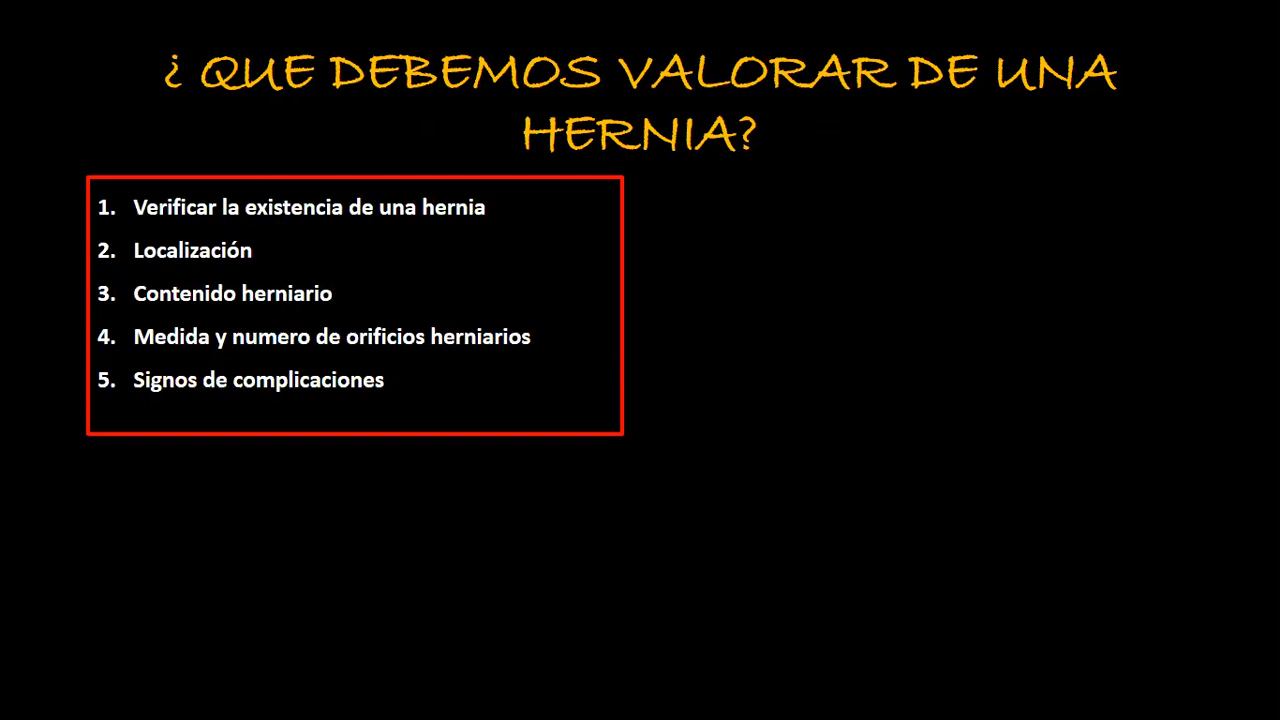 ¿ QUE DEBEMOS VALORAR DE UNA
HERNIA?
1. Verificar la existencia de una hernia
2. Localización
3. Contenido herniario
4. Medida y numero de orificios herniarios
5. Signos de complicaciones